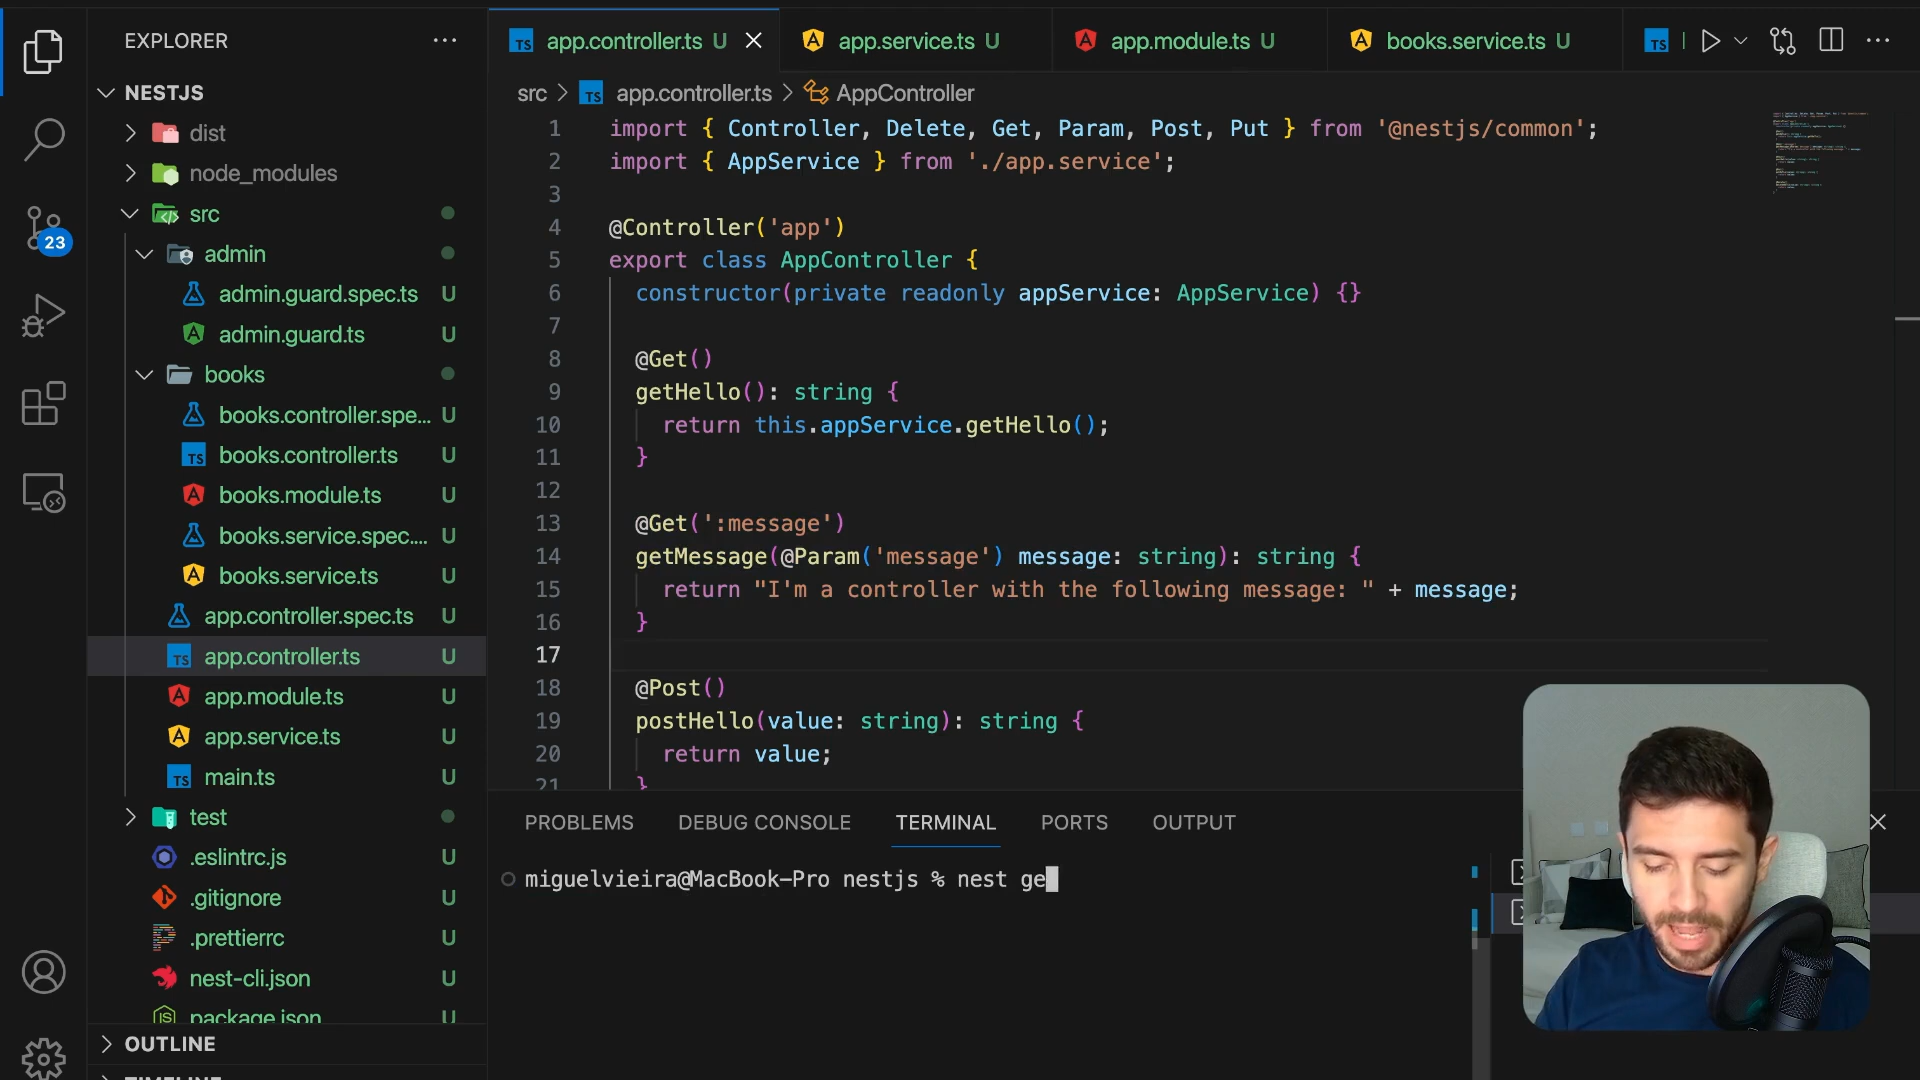 EXPLORER
NESTJS
dist
node_modules
src
admin
admin.guard.spec.ts U
admin.guard.ts U
books
books.controller.spe... U
books.controller.ts U
books.module.ts U
books.service.spec.... U
books.service.ts U
app.controller.spec.ts U
TS app.controller.ts U
app.module.ts U
app.service.ts U
TS main.ts U
test
.eslintrc.js U
.gitignore U
.prettierrc U
nest-cli.json U
package.json U
OUTLINE
TIMELINE
23
TS app.controller.ts U
app.service.ts U
app.module.ts U
books.service.ts U
TS
src > TS app.controller.ts > AppController
1 import { Controller, Delete, Get, Param, Post, Put } from '@nestjs/common';
2 import { AppService } from './app.service';
3
4 @Controller('app')
5 export class AppController {
6 constructor(private readonly appService: AppService) {}
7
8 @Get()
9 getHello(): string {
10 return this.appService.getHello();
11 }
12
13 @Get(':message')
14 getMessage(@Param('message') message: string): string {
15 return "I'm a controller with the following message: " + message;
16 }
17
18 @Post()
19 postHello(value: string): string {
20 return value;
21 }
PROBLEMS DEBUG CONSOLE TERMINAL PORTS OUTPUT
miguelvieira@MacBook-Pro nestjs % nest ge